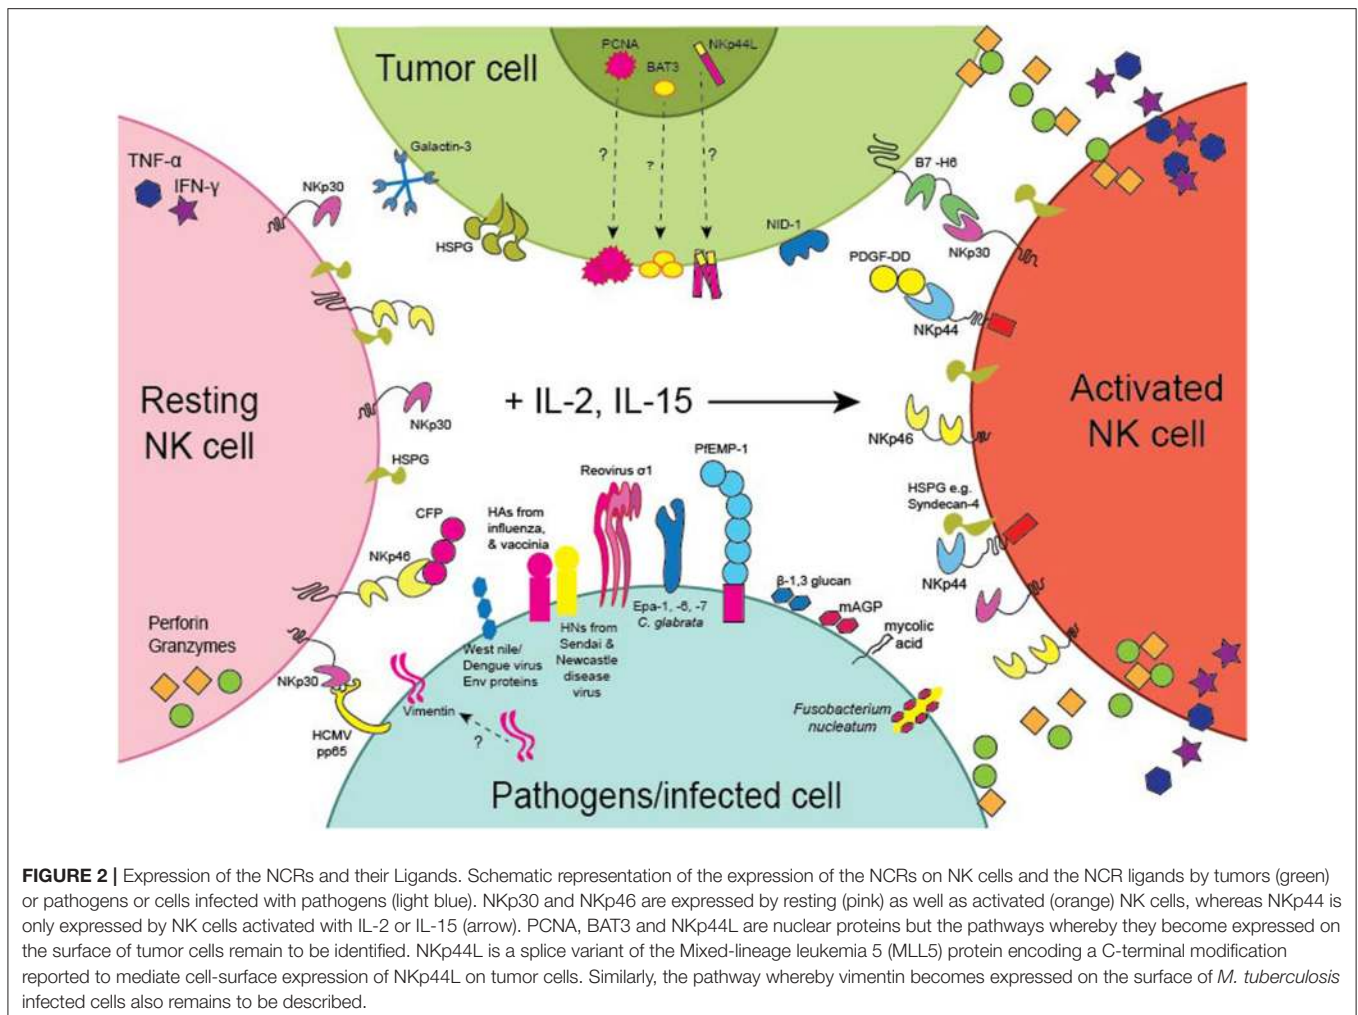 PCNA
BAT3
NKp44L
Tumor cell
?
?
?
Galactin-3
HSPG
NID-1
B7 -H6
NKp30
PDGF-DD
NKp44
TNF-α
IFN-γ
NKp30
Resting
NK cell
NKp30
HSPG
+ IL-2, IL-15
Activated
NK cell
NKp46
HSPG e.g.
Syndecan-4
NKp44
CFP
NKp46
Perforin
Granzymes
NKp30
HCMV
pp65
HAs from
influenza,
& vaccinia
Reovirus σ1
PfEMP-1
West nile/
Dengue virus
Env proteins
HNs from
Sendai &
Newcastle
disease
virus
Epa-1, -6, -7
C. glabrata
β-1,3 glucan
mAGP
mycolic
acid
Vimentin
?
Fusobacterium
nucleatum
Pathogens/infected cell
FIGURE 2 | Expression of the NCRs and their Ligands. Schematic representation of the expression of the NCRs on NK cells and the NCR ligands by tumors (green)
or pathogens or cells infected with pathogens (light blue). NKp30 and NKp46 are expressed by resting (pink) as well as activated (orange) NK cells, whereas NKp44 is
only expressed by NK cells activated with IL-2 or IL-15 (arrow). PCNA, BAT3 and NKp44L are nuclear proteins but the pathways whereby they become expressed on
the surface of tumor cells remain to be identified. NKp44L is a splice variant of the Mixed-lineage leukemia 5 (MLL5) protein encoding a C-terminal modification
reported to mediate cell-surface expression of NKp44L on tumor cells. Similarly, the pathway whereby vimentin becomes expressed on the surface of M. tuberculosis
infected cells also remains to be described.